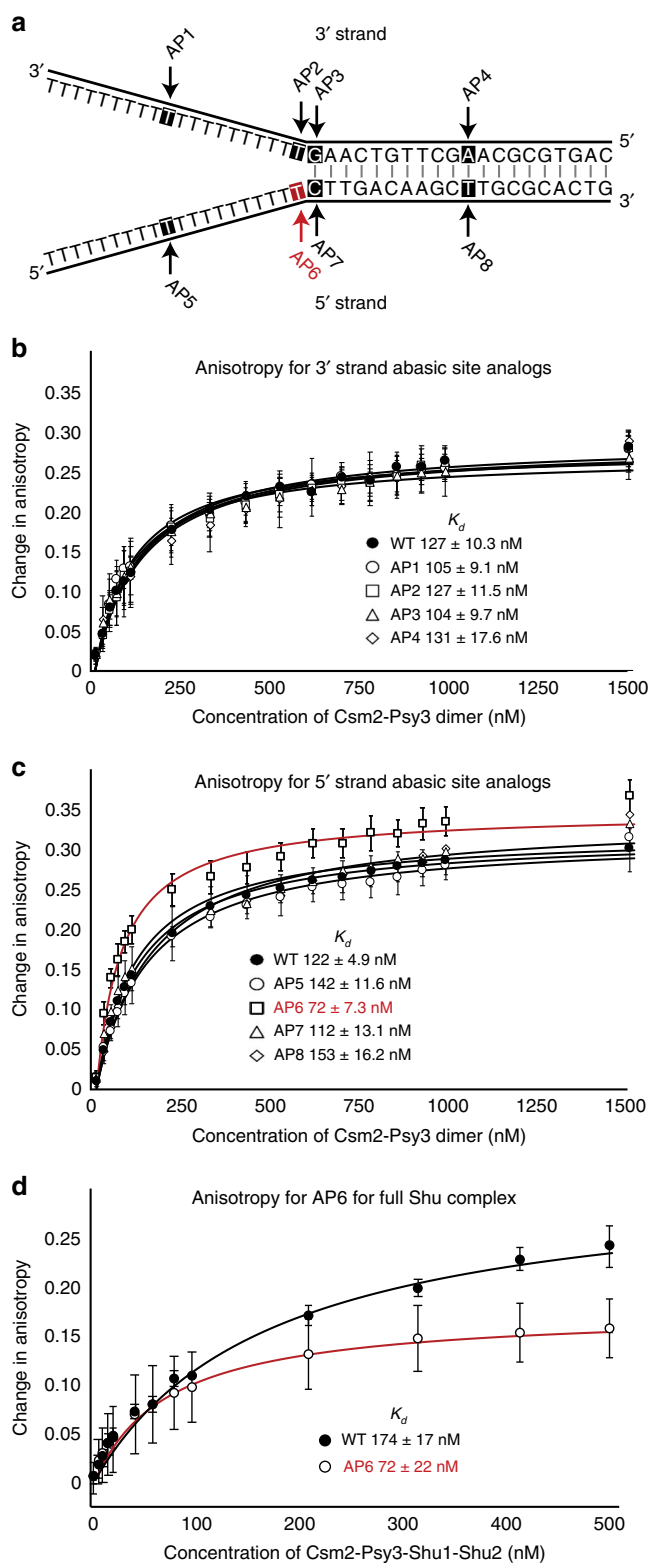 a
3′ strand
AP1
AP2
AP3
AP4
3′
TTTTTTTTTTTTTTTTTTTT
5′
GAACTGTTCGAACGCGTGAC
CTTGACAAGCTTGCGCACTG
TTTTTTTTTTTTTTTTTTTT
3′
5′
AP5
AP6
AP7
AP8
5′ strand
b
Anisotropy for 3′ strand abasic site analogs
Change in anisotropy
0.35
0.30
0.25
0.20
0.15
0.10
0.05
0
Kd
WT 127 ± 10.3 nM
AP1 105 ± 9.1 nM
AP2 127 ± 11.5 nM
AP3 104 ± 9.7 nM
AP4 131 ± 17.6 nM
0 250 500 750 1000 1250 1500
Concentration of Csm2-Psy3 dimer (nM)
c
Anisotropy for 5′ strand abasic site analogs
Change in anisotropy
0.35
0.30
0.25
0.20
0.15
0.10
0.05
0
Kd
WT 122 ± 4.9 nM
AP5 142 ± 11.6 nM
AP6 72 ± 7.3 nM
AP7 112 ± 13.1 nM
AP8 153 ± 16.2 nM
0 250 500 750 1000 1250 1500
Concentration of Csm2-Psy3 dimer (nM)
d
Anisotropy for AP6 for full Shu complex
Change in anisotropy
0.25
0.20
0.15
0.10
0.05
0
Kd
WT 174 ± 17 nM
AP6 72 ± 22 nM
0 100 200 300 400 500
Concentration of Csm2-Psy3-Shu1-Shu2 (nM)